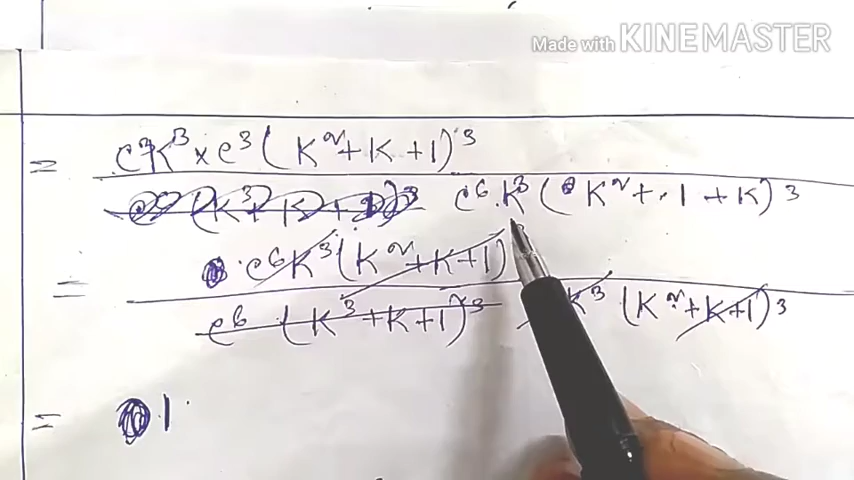 Made with KINEMASTER
= c³K³ × c³ (K² + K + 1)³
c⁶ . K³ (K² + 1 + K)³
= c⁶K³ (K² + K + 1)³
c⁶ (K³ + K + 1)³ K³ (K² + K + 1)³
= 1